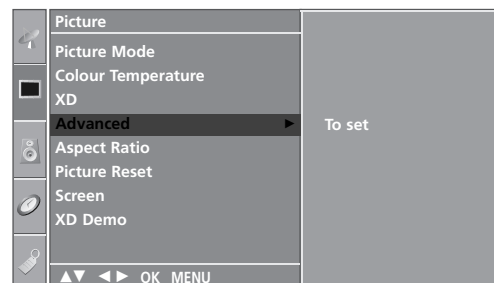 Picture
Picture Mode
Colour Temperature
XD
Advanced ► To set
Aspect Ratio
Picture Reset
Screen
XD Demo
▲▼ ◄► OK MENU